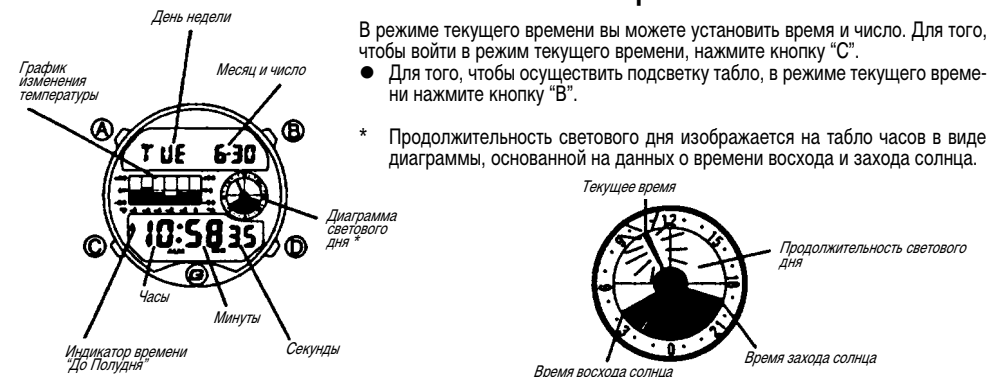 В режиме текущего времени вы можете установить время и число. Для того,
чтобы войти в режим текущего времени, нажмите кнопку “C”.
● Для того, чтобы осуществить подсветку табло, в режиме текущего време-
ни нажмите кнопку “B”.
* Продолжительность светового дня изображается на табло часов в виде
диаграммы, основанной на данных о времени восхода и захода солнца.
День недели
График
изменения
температуры
Месяц и число
A
B
TUE 6-30
10:58 35
C
D
G
Диаграмма
светового
дня *
Часы
Минуты
Секунды
Индикатор времени
“До Полудня”
Текущее время
9
12
15
6
18
3
0
21
Продолжительность светового
дня
Время захода солнца
Время восхода солнца